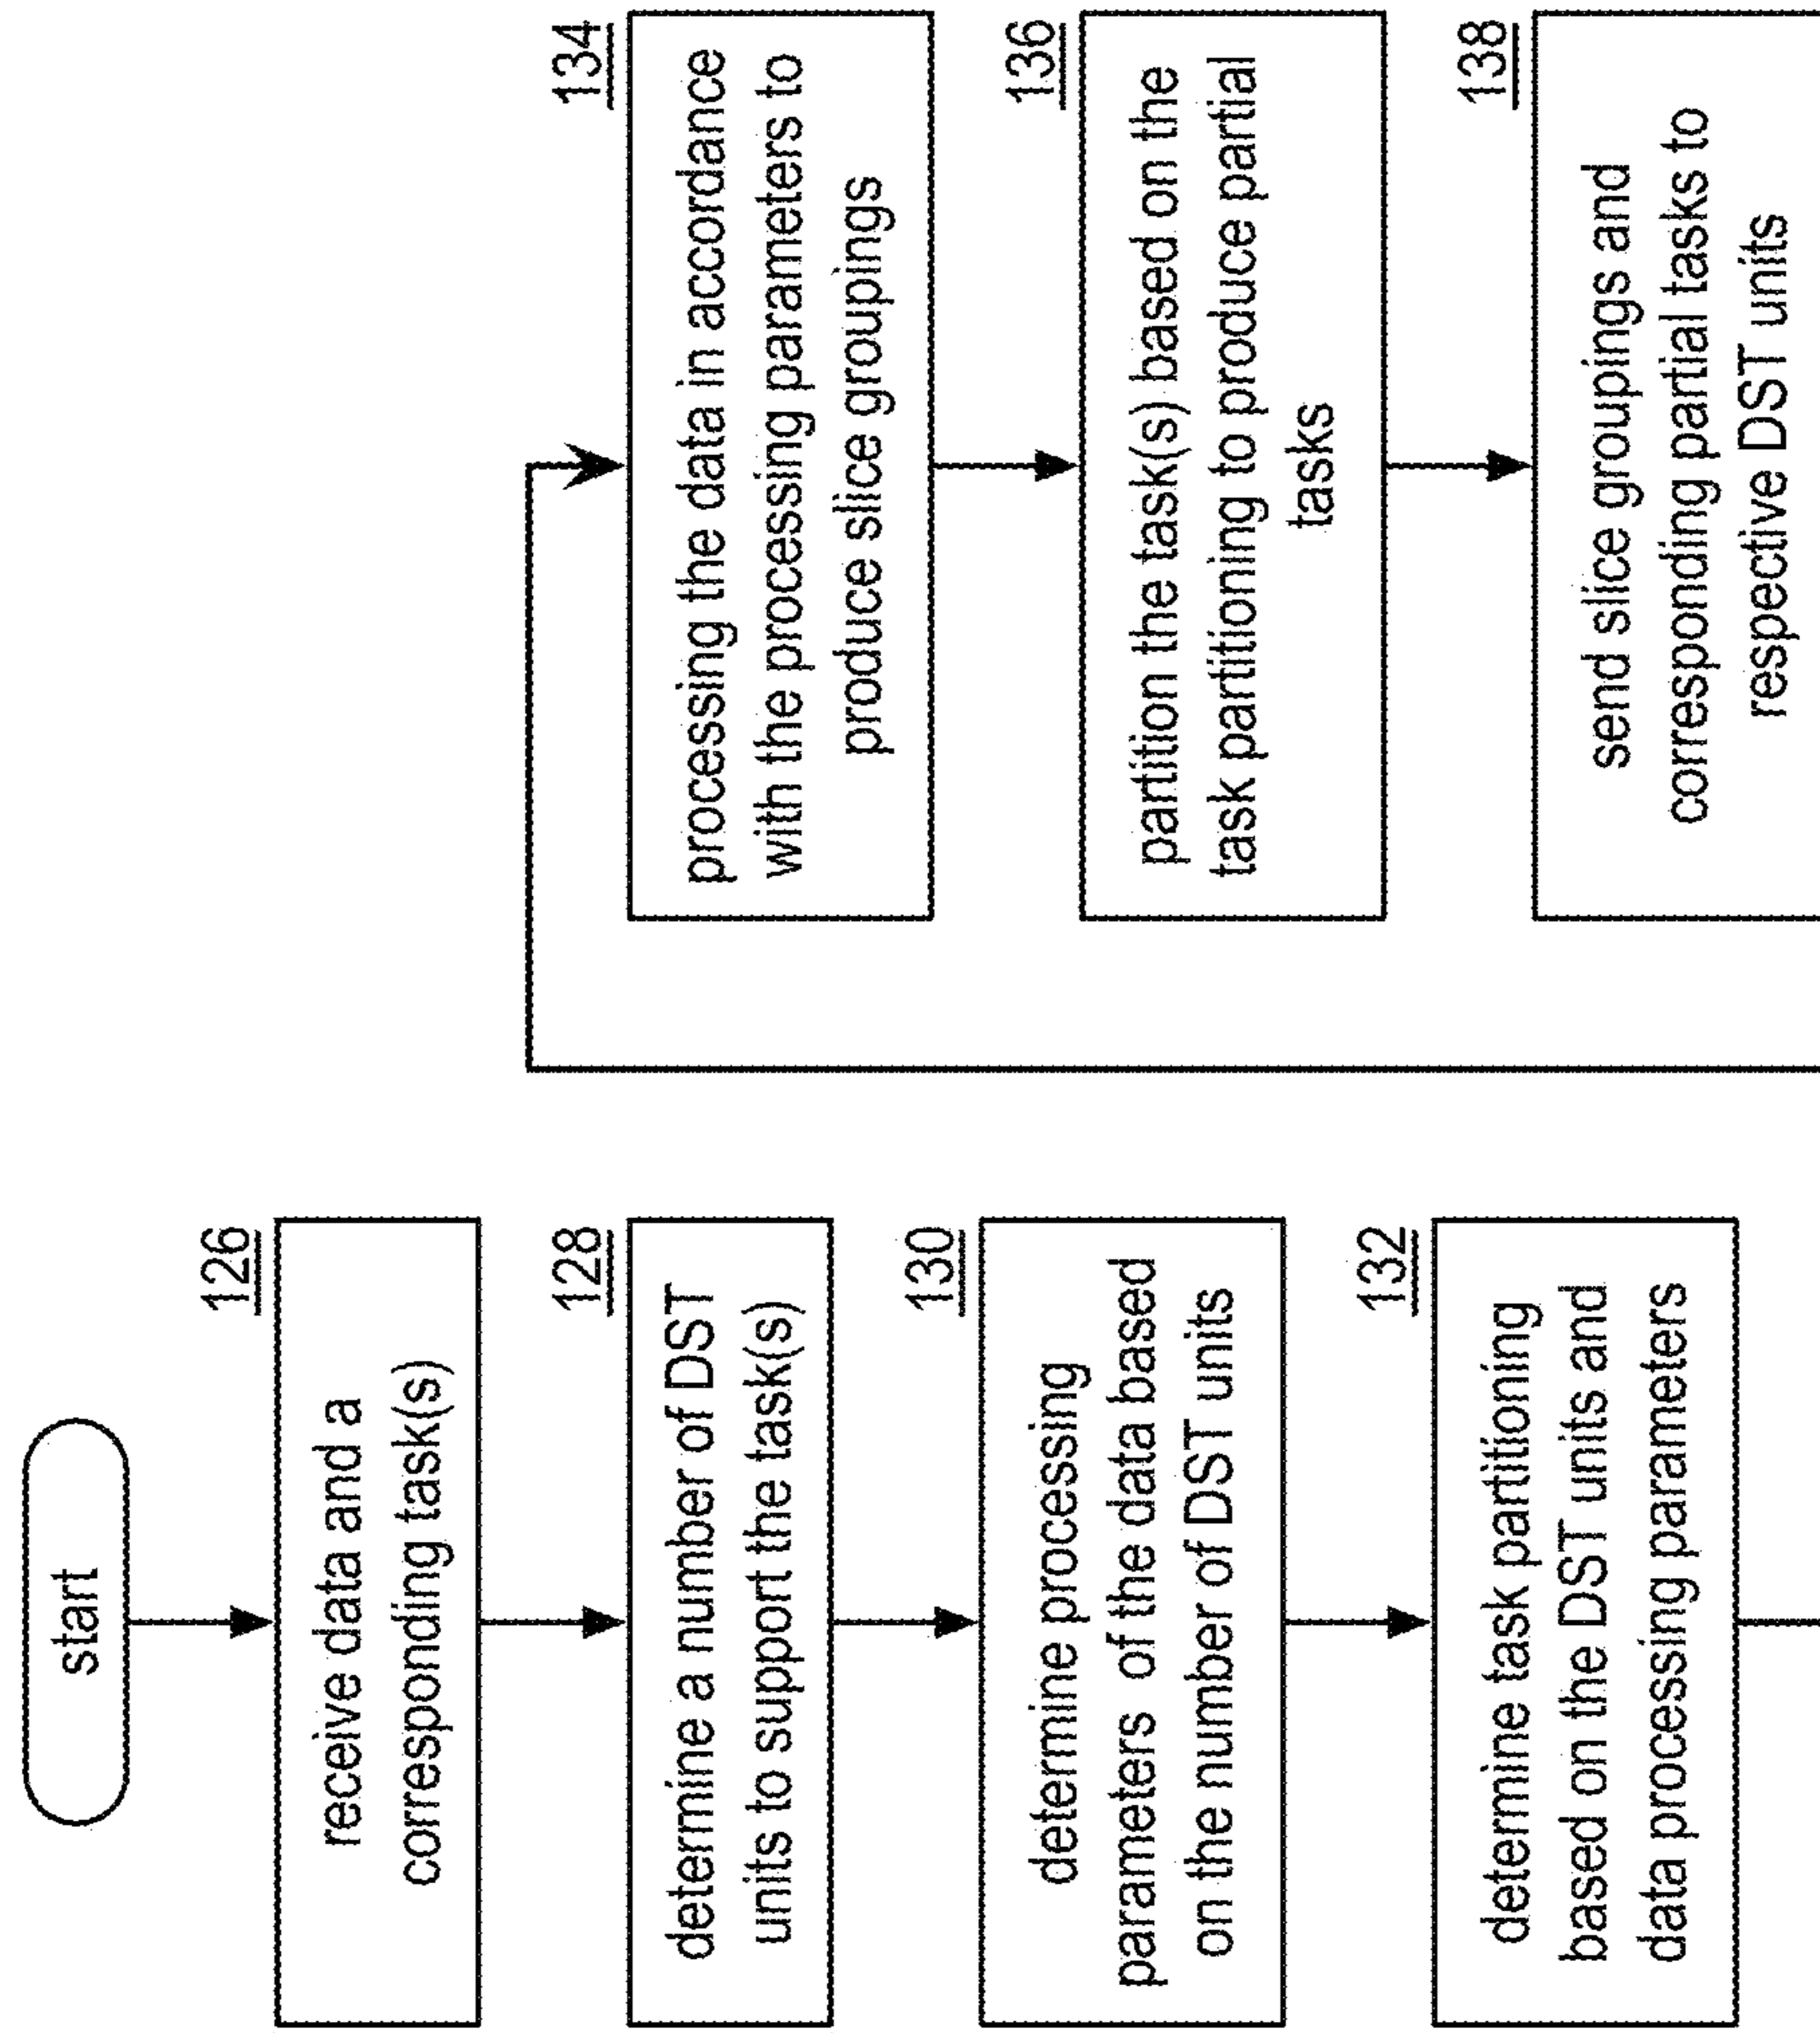 start
126
receive data and a
corresponding task(s)
128
determine a number of DST
units to support the task(s)
130
determine processing
parameters of the data based
on the number of DST units
132
determine task partitioning
based on the DST units and
data processing parameters
134
processing the data in accordance
with the processing parameters to
produce slice groupings
136
partition the task(s) based on the
task partitioning to produce partial
tasks
138
send slice groupings and
corresponding partial tasks to
respective DST units